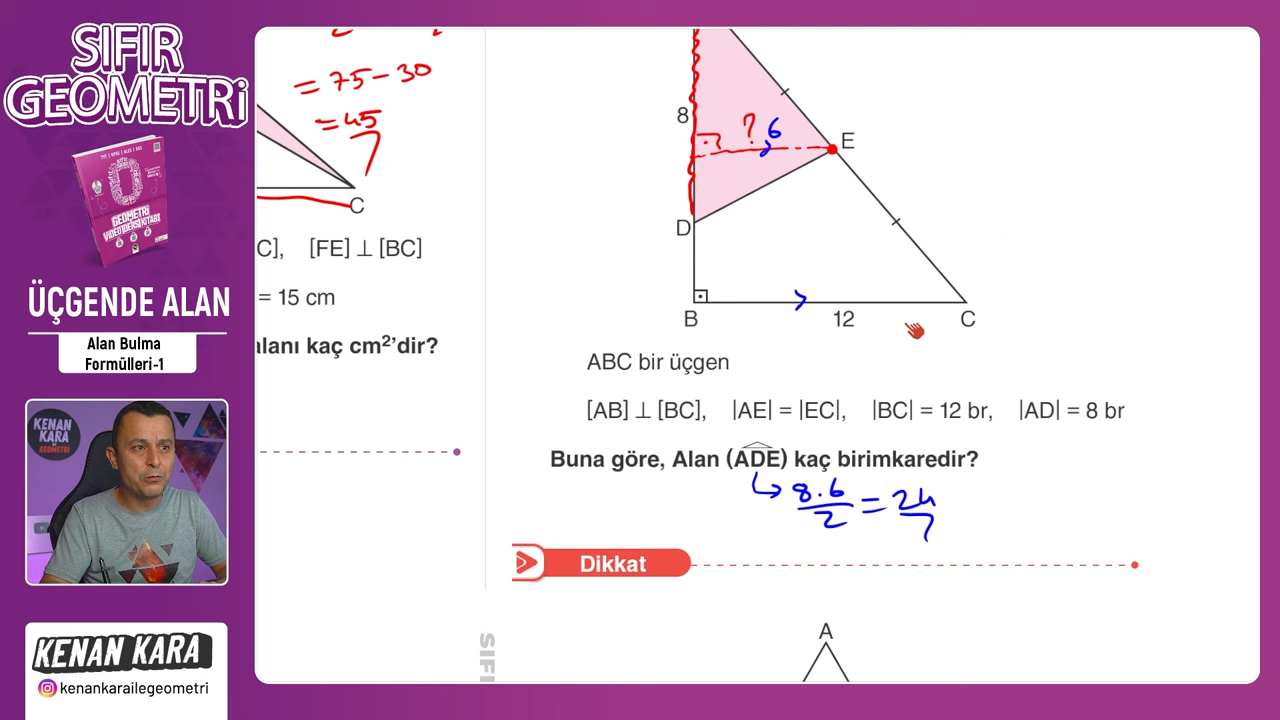 SIFIR
GEOMETRİ
GEOMETRİ
VİDEO DERS KİTABI
ÜÇGENDE ALAN
Alan Bulma
Formülleri-1
KENAN
KARA
GEOMETRİ
KENAN KARA
kenankarailegeometri
= 75 - 30
= 45
C
C], [FE] ⊥ [BC]
= 15 cm
alanı kaç cm²'dir?
8
?
6
E
D
B
12
C
ABC bir üçgen
[AB] ⊥ [BC], |AE| = |EC|, |BC| = 12 br, |AD| = 8 br
Buna göre, Alan (ADE) kaç birimkaredir?
8.6/2 = 24
Dikkat
SIFI
A